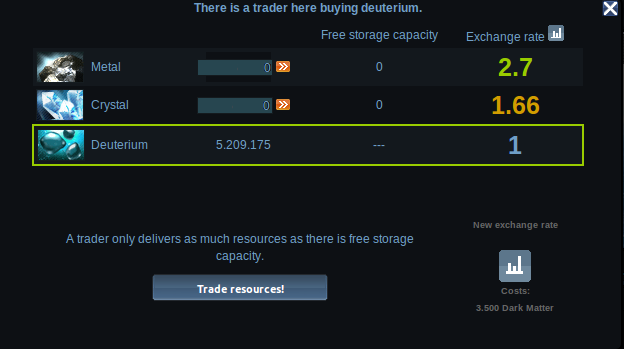 There is a trader here buying deuterium.
Free storage capacity Exchange rate
Metal 0 0 2.7
Crystal 0 0 1.66
Deuterium 5.209.175 --- 1
New exchange rate
A trader only delivers as much resources as there is free storage
capacity.
Trade resources!
Costs:
3.500 Dark Matter